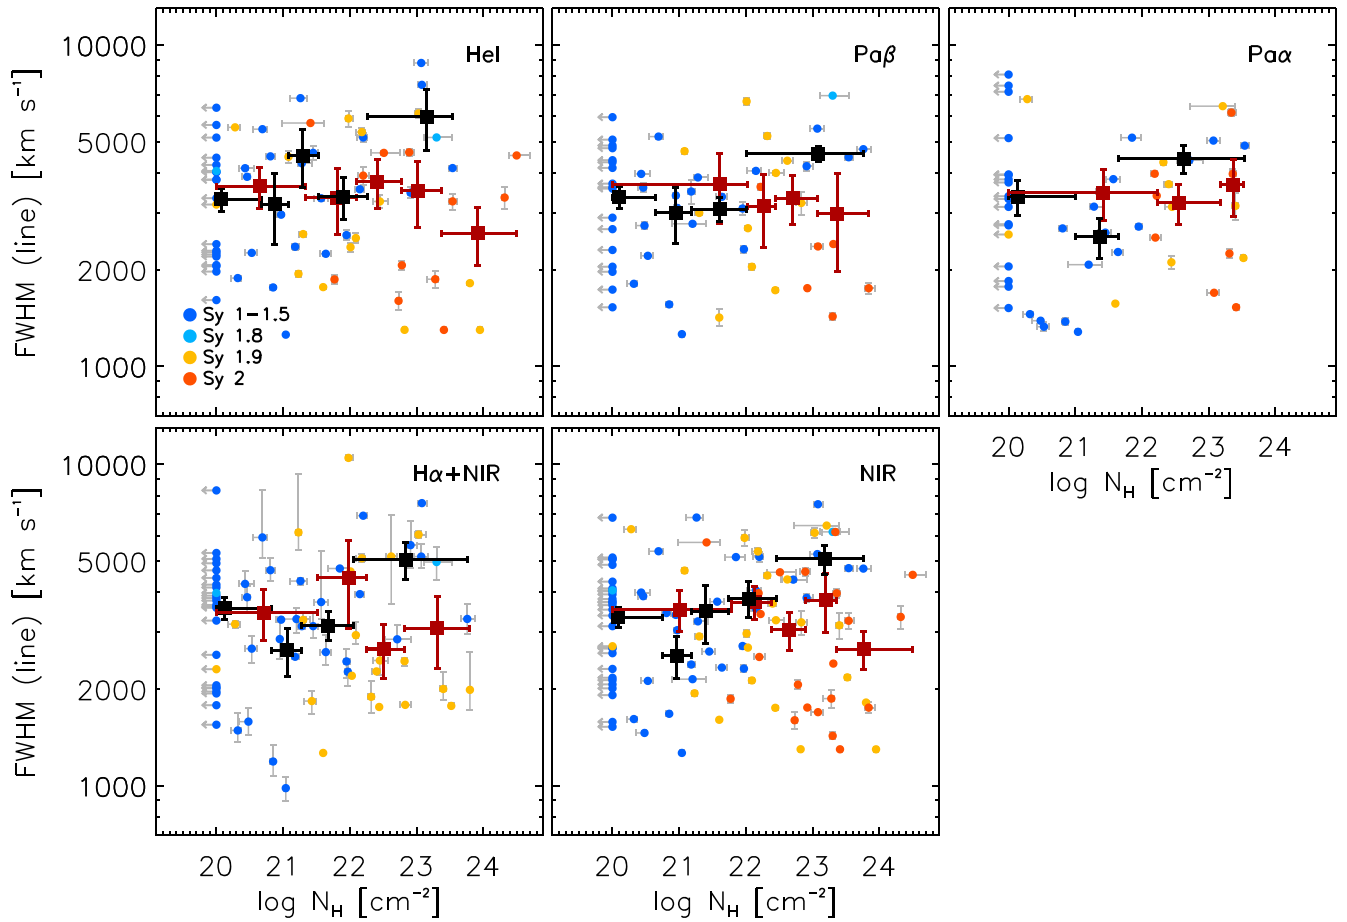 HeI
Paβ
Paα
10000
5000
2000
1000
FWHM (line) [km s⁻¹]
Sy 1-1.5
Sy 1.8
Sy 1.9
Sy 2
20 21 22 23 24
log N_H [cm⁻²]
Hα+NIR
NIR
10000
5000
2000
1000
FWHM (line) [km s⁻¹]
20 21 22 23 24
log N_H [cm⁻²]
20 21 22 23 24
log N_H [cm⁻²]